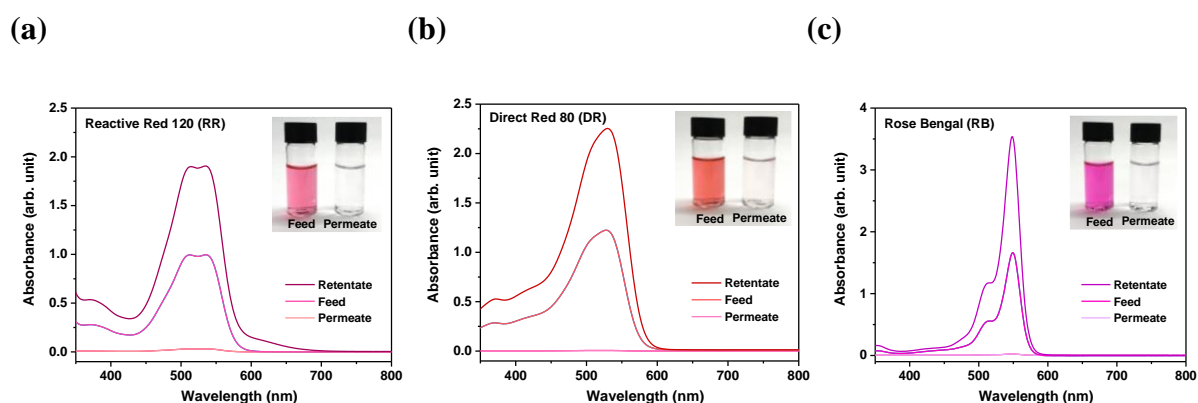 (a)
(b)
(c)
Reactive Red 120 (RR)
Feed Permeate
Retentate
Feed
Permeate
Absorbance (arb. unit)
2.5
2.0
1.5
1.0
0.5
0.0
400 500 600 700 800
Wavelength (nm)
Direct Red 80 (DR)
Feed Permeate
Retentate
Feed
Permeate
Absorbance (arb. unit)
2.5
2.0
1.5
1.0
0.5
0.0
400 500 600 700 800
Wavelength (nm)
Rose Bengal (RB)
Feed Permeate
Retentate
Feed
Permeate
Absorbance (arb. unit)
4
3
2
1
0
400 500 600 700 800
Wavelength (nm)